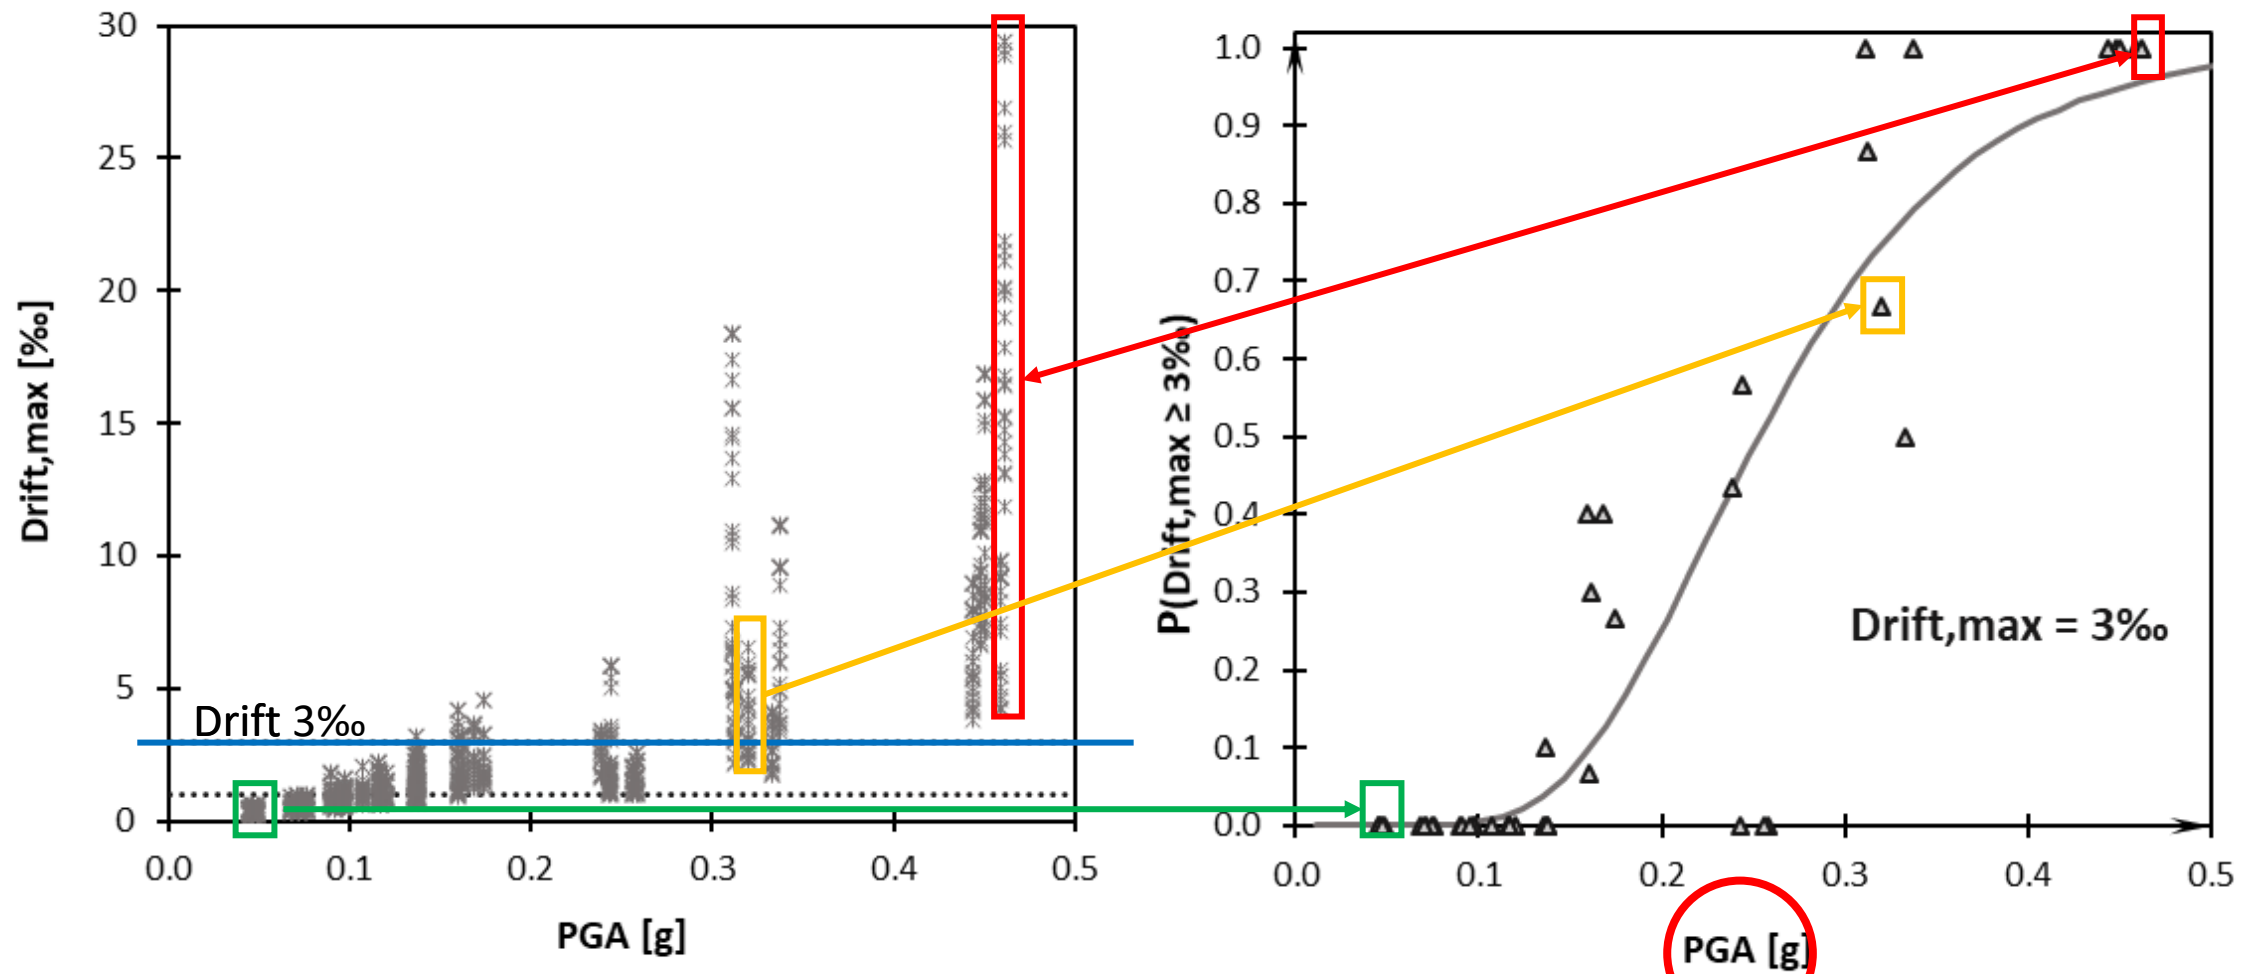 30
25
20
15
10
5
0
Drift,max [‰]
Drift 3‰
0.0 0.1 0.2 0.3 0.4 0.5
PGA [g]
1.0
0.9
0.8
0.7
0.6
0.5
0.4
0.3
0.2
0.1
0.0
P(Drift,max ≥ 3‰)
Drift,max = 3‰
0.0 0.1 0.2 0.3 0.4 0.5
PGA [g]